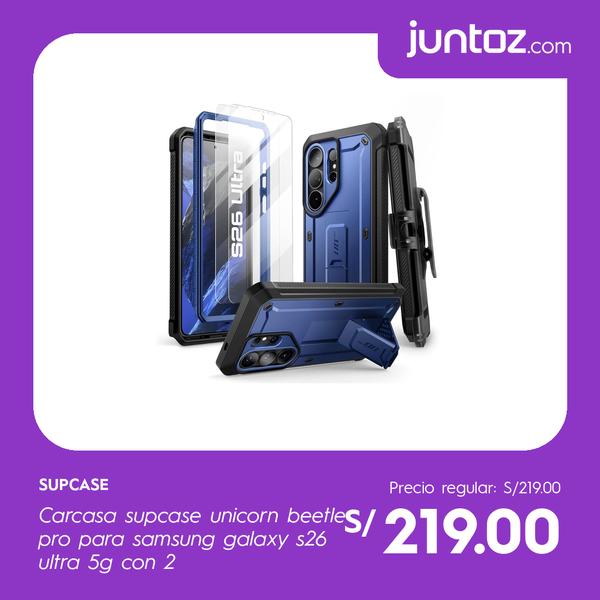 juntoz.com
S26 Ultra
SUPCASE
Carcasa supcase unicorn beetle
pro para samsung galaxy s26
ultra 5g con 2
Precio regular: S/219.00
S/ 219.00